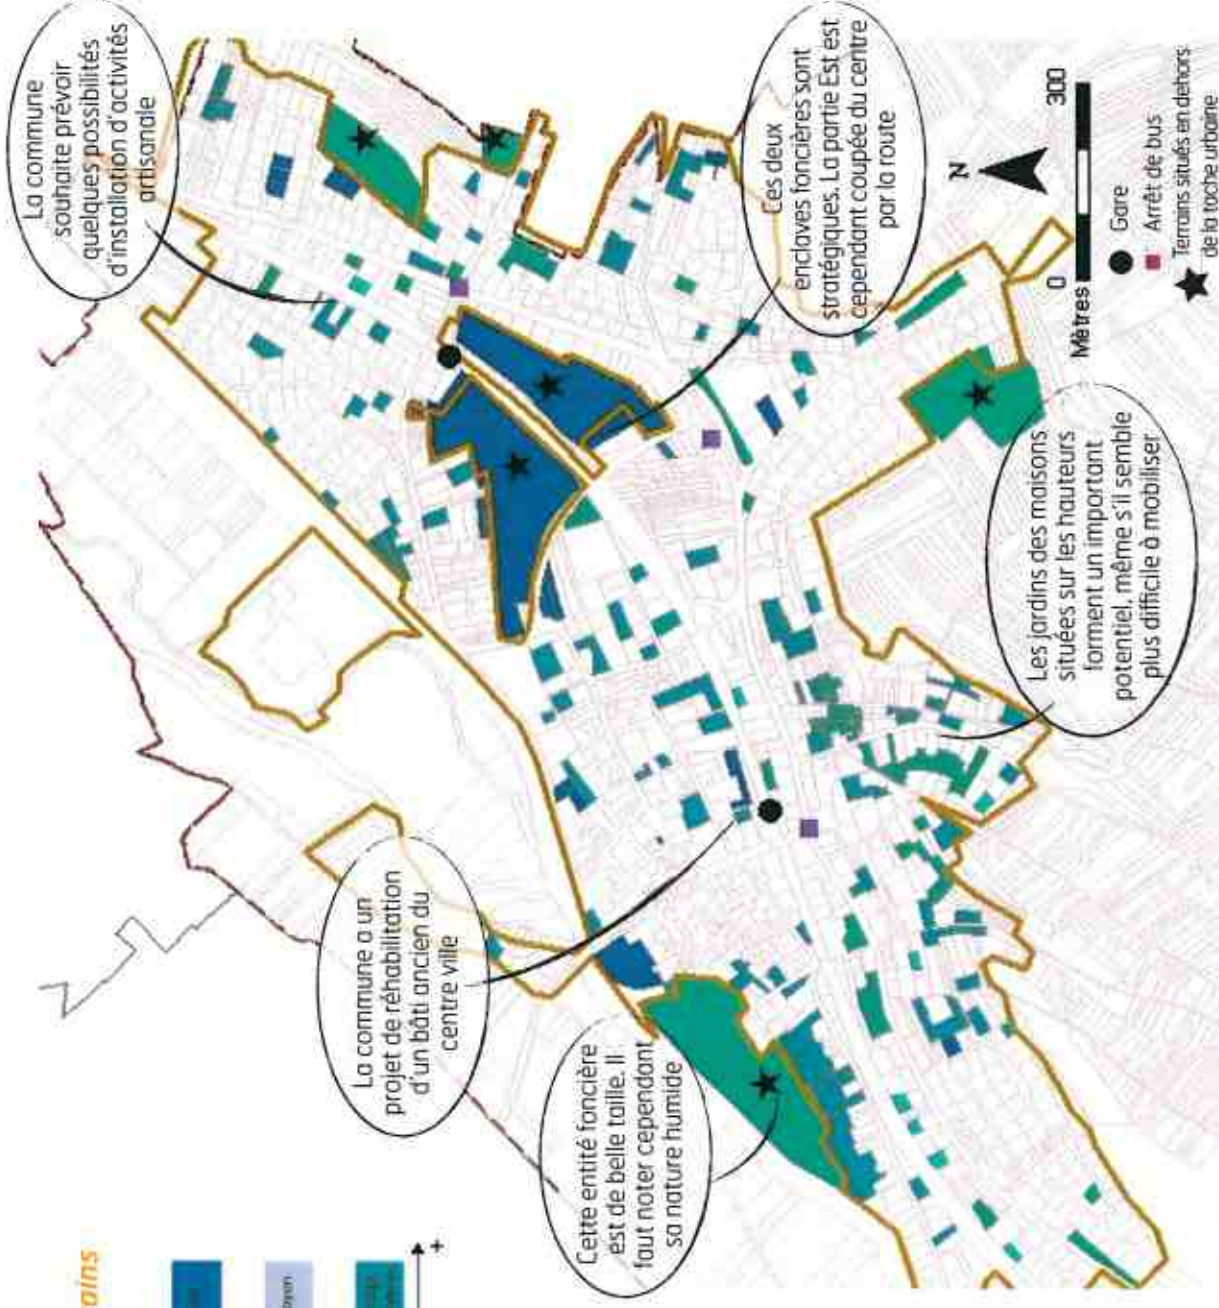 La commune
souhaite prévoir
quelques possibilités
d'installation d'activités
artisanale
Ces deux
enclaves foncières sont
stratégiques. La partie Est est
cependant coupée du centre
par la route
La commune a un
projet de réhabilitation
d'un bâti ancien du
centre ville
Cette entité foncière
est de belle taille. Il
faut noter cependant
sa nature humide
Les jardins des maisons
situées sur les hauteurs
forment un important
potentiel, même s'il semble
plus difficile à mobiliser
N
0 300
Mètres
Gare
Arrêt de bus
Terrains situés en dehors
de la tache urbaine
+